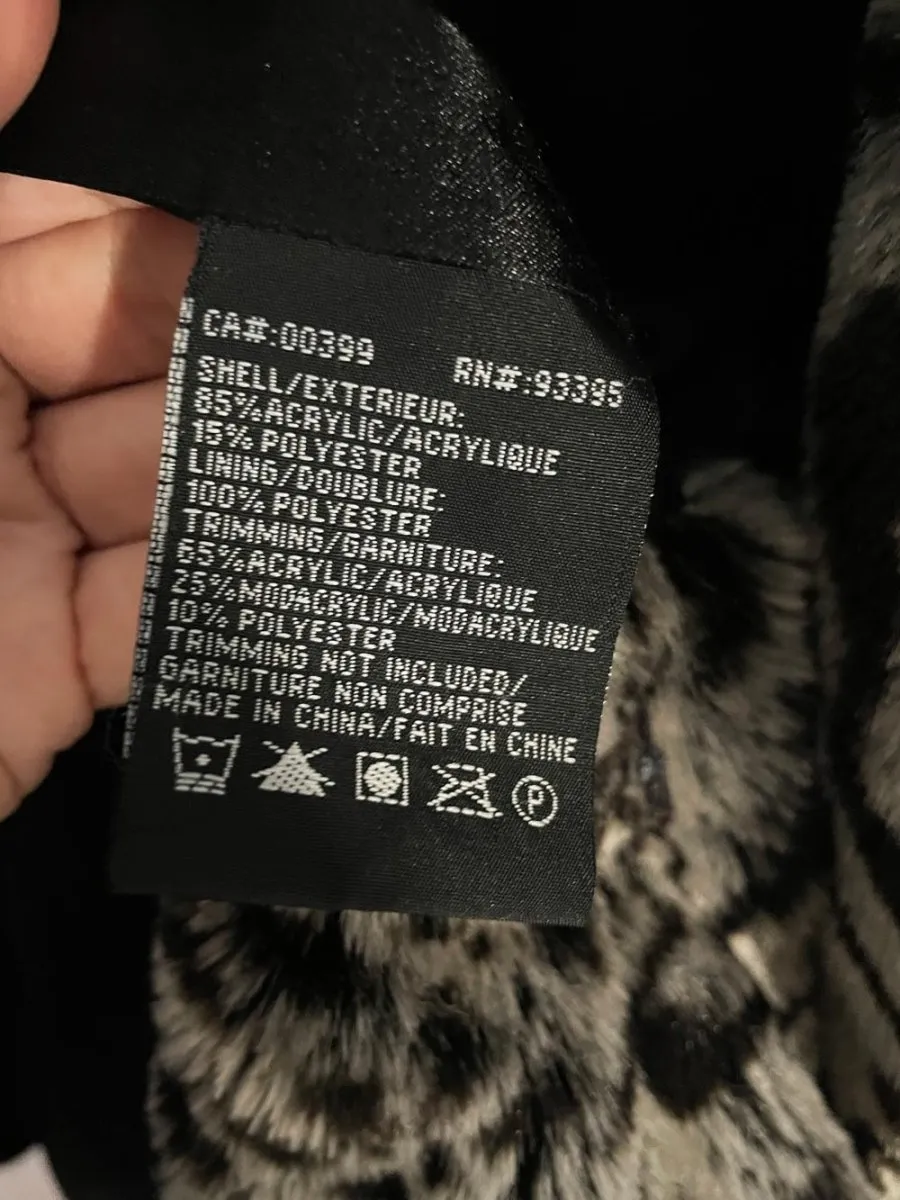 CA#:00399
RN#:93395
SHELL/EXTERIEUR:
85%ACRYLIC/ACRYLIQUE
15% POLYESTER
LINING/DOUBLURE:
100% POLYESTER
TRIMMING/GARNITURE:
65%ACRYLIC/ACRYLIQUE
25%MODACRYLIC/MODACRYLIQUE
10% POLYESTER
TRIMMING NOT INCLUDED/
GARNITURE NON COMPRISE
MADE IN CHINA/FAIT EN CHINE
P